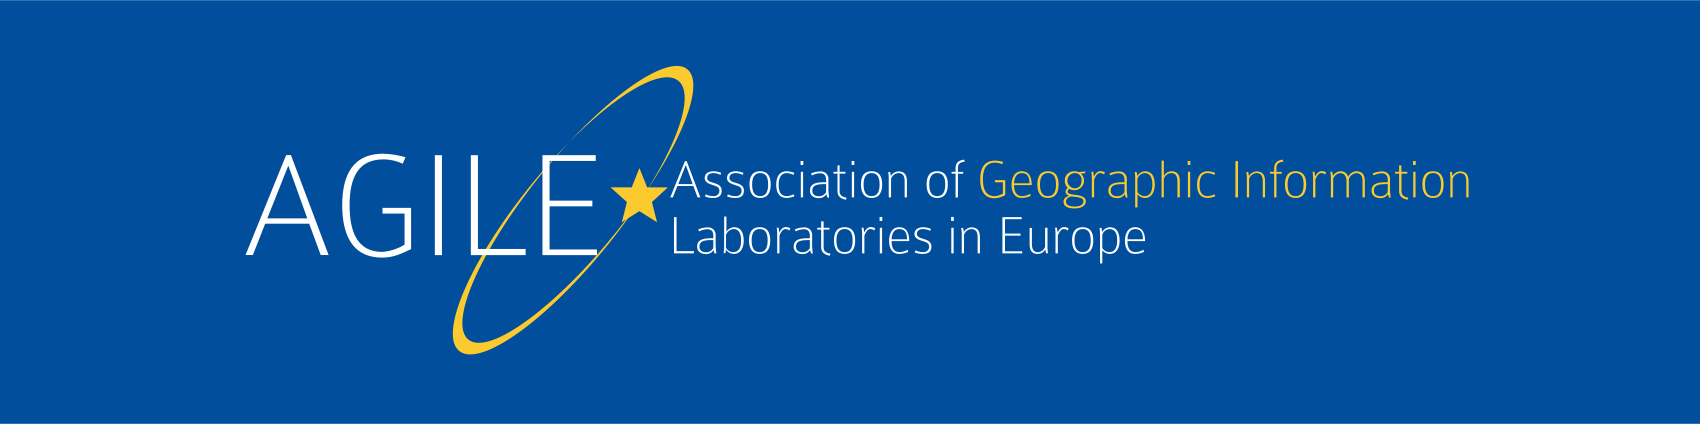 AGILE
Association of Geographic Information
Laboratories in Europe